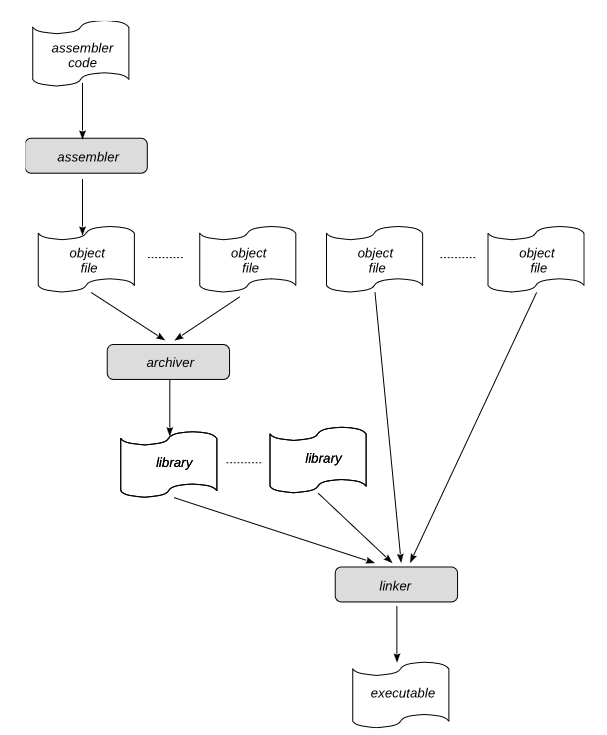 assembler
code
assembler
object
file
object
file
object
file
object
file
archiver
library
library
linker
executable